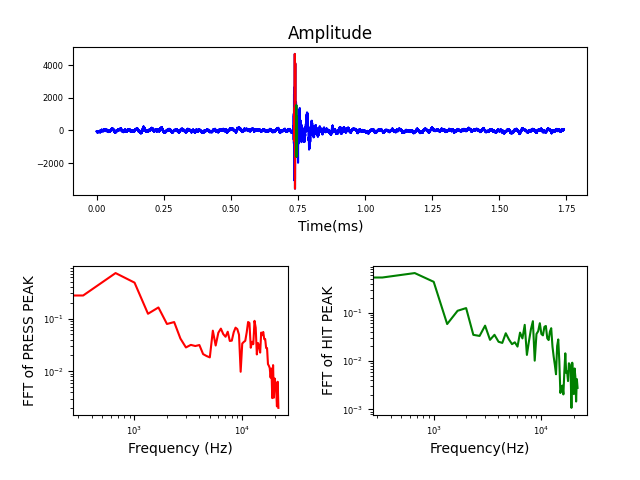 Amplitude
4000
2000
0
−2000
0.00 0.25 0.50 0.75 1.00 1.25 1.50 1.75
Time(ms)
FFT of PRESS PEAK
10⁻¹
10⁻²
10³ 10⁴
Frequency (Hz)
FFT of HIT PEAK
10⁻¹
10⁻²
10⁻³
10³ 10⁴
Frequency(Hz)